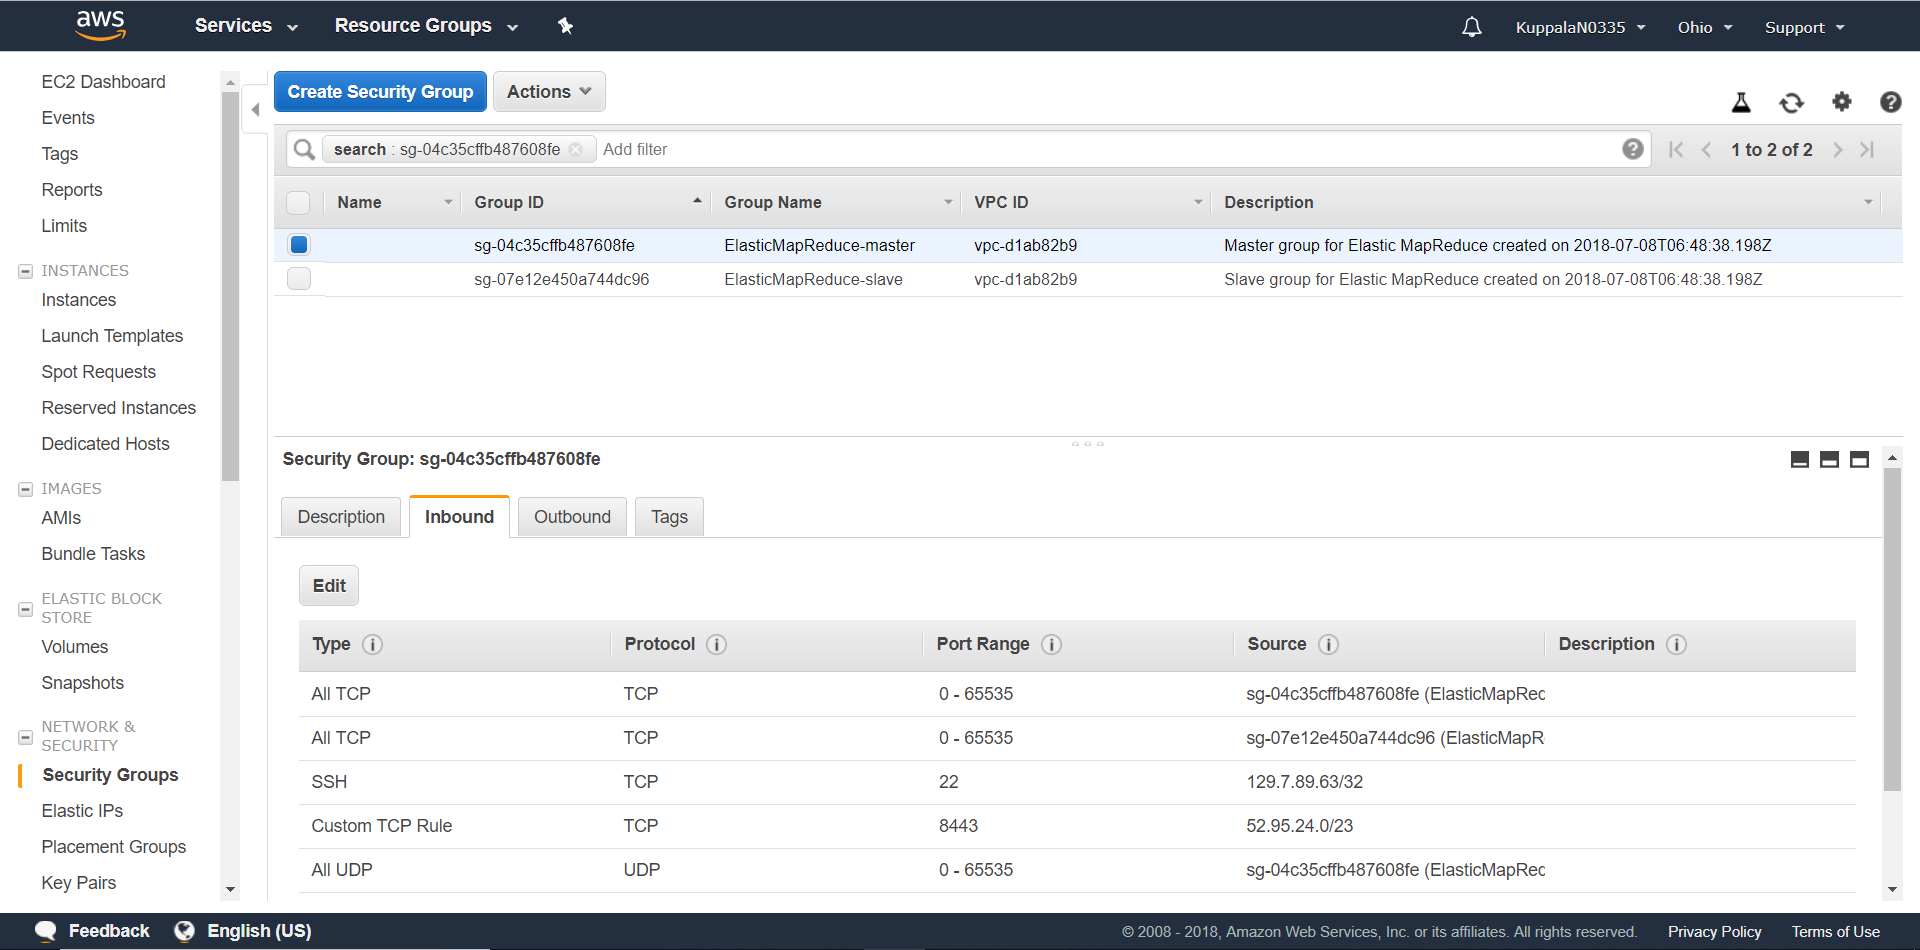 aws Services Resource Groups KuppalaN0335 Ohio Support
EC2 Dashboard
Events
Tags
Reports
Limits
INSTANCES
Instances
Launch Templates
Spot Requests
Reserved Instances
Dedicated Hosts
IMAGES
AMIs
Bundle Tasks
ELASTIC BLOCK
STORE
Volumes
Snapshots
NETWORK &
SECURITY
Security Groups
Elastic IPs
Placement Groups
Key Pairs
Create Security Group Actions
search : sg-04c35cffb487608fe Add filter 1 to 2 of 2
Name Group ID Group Name VPC ID Description
sg-04c35cffb487608fe ElasticMapReduce-master vpc-d1ab82b9 Master group for Elastic MapReduce created on 2018-07-08T06:48:38.198Z
sg-07e12e450a744dc96 ElasticMapReduce-slave vpc-d1ab82b9 Slave group for Elastic MapReduce created on 2018-07-08T06:48:38.198Z
Security Group: sg-04c35cffb487608fe
Description Inbound Outbound Tags
Edit
Type Protocol Port Range Source Description
All TCP TCP 0 - 65535 sg-04c35cffb487608fe (ElasticMapRed
All TCP TCP 0 - 65535 sg-07e12e450a744dc96 (ElasticMapR
SSH TCP 22 129.7.89.63/32
Custom TCP Rule TCP 8443 52.95.24.0/23
All UDP UDP 0 - 65535 sg-04c35cffb487608fe (ElasticMapRed
Feedback English (US) © 2008 - 2018, Amazon Web Services, Inc. or its affiliates. All rights reserved. Privacy Policy Terms of Use